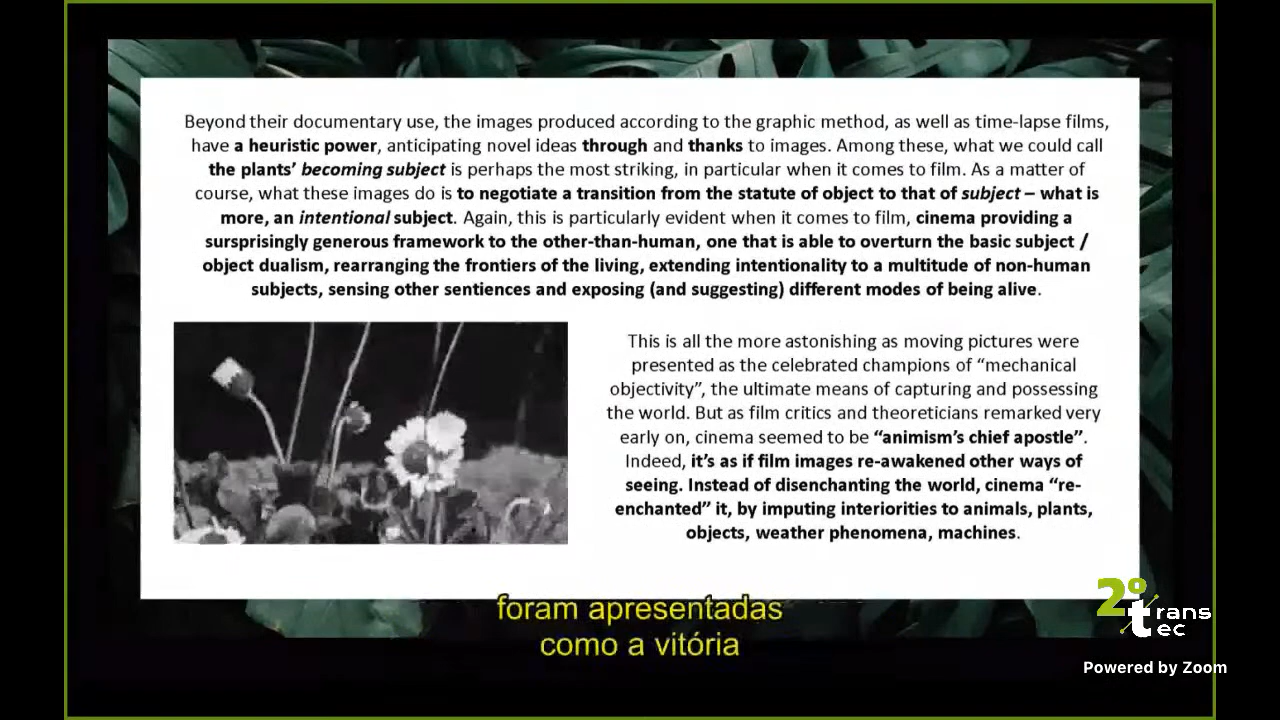 Beyond their documentary use, the images produced according to the graphic method, as well as time-lapse films,
have a heuristic power, anticipating novel ideas through and thanks to images. Among these, what we could call
the plants’ becoming subject is perhaps the most striking, in particular when it comes to film. As a matter of
course, what these images do is to negotiate a transition from the statute of object to that of subject – what is
more, an intentional subject. Again, this is particularly evident when it comes to film, cinema providing a
sursprisingly generous framework to the other-than-human, one that is able to overturn the basic subject /
object dualism, rearranging the frontiers of the living, extending intentionality to a multitude of non-human
subjects, sensing other sentiences and exposing (and suggesting) different modes of being alive.
This is all the more astonishing as moving pictures were
presented as the celebrated champions of “mechanical
objectivity”, the ultimate means of capturing and possessing
the world. But as film critics and theoreticians remarked very
early on, cinema seemed to be “animism’s chief apostle”.
Indeed, it’s as if film images re-awakened other ways of
seeing. Instead of disenchanting the world, cinema “re-
enchanted” it, by imputing interiorities to animals, plants,
objects, weather phenomena, machines.
foram apresentadas
como a vitória
2º
trans
tec
Powered by Zoom